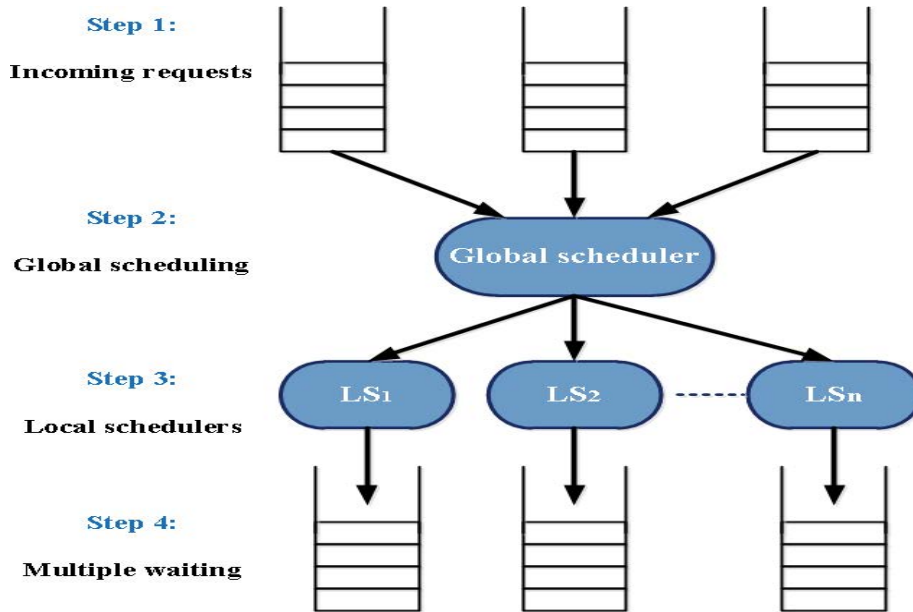 Step 1:
Incoming requests
Step 2:
Global scheduling
Global scheduler
Step 3:
Local schedulers
LS1
LS2
LSn
Step 4:
Multiple waiting